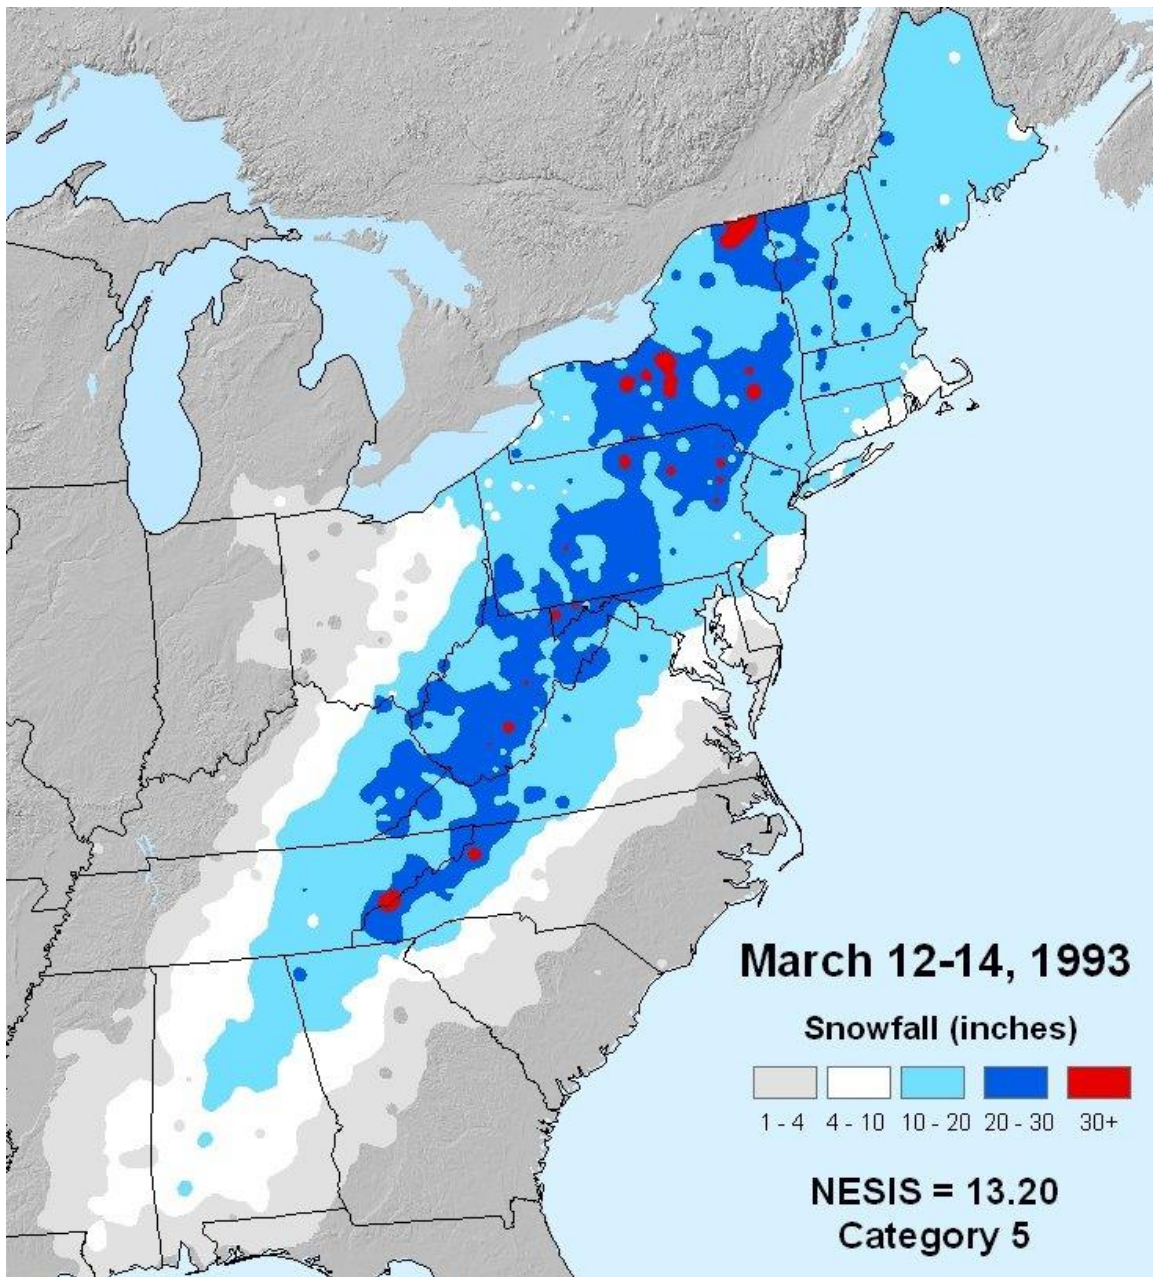 March 12-14, 1993
Snowfall (inches)
1 - 4 4 - 10 10 - 20 20 - 30 30+
NESIS = 13.20
Category 5